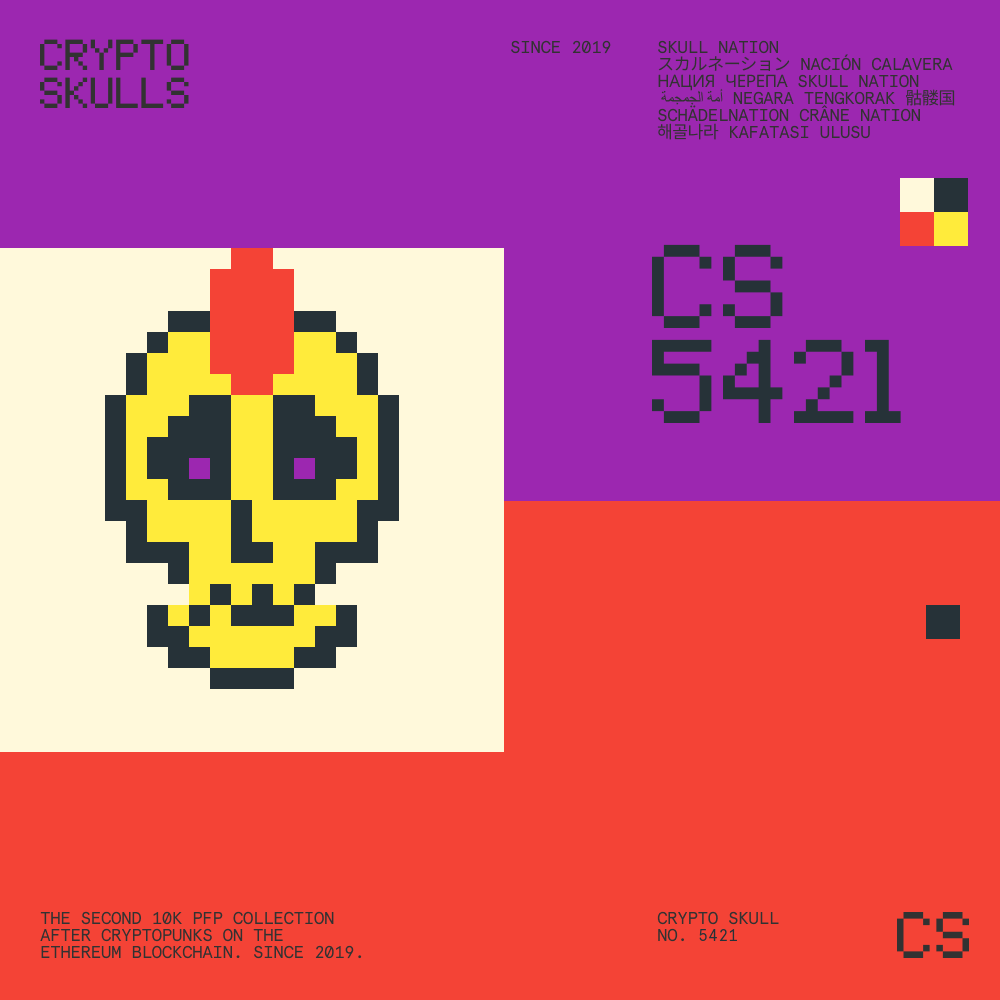 CRYPTO
SKULLS
SINCE 2019
SKULL NATION
スカルネーション NACIÓN CALAVERA
НАЦИЯ ЧЕРЕПА SKULL NATION
أمة الجمجمة NEGARA TENGKORAK 骷髅国
SCHÄDELNATION CRÂNE NATION
해골나라 KAFATASI ULUSU
CS
5421
THE SECOND 10K PFP COLLECTION
AFTER CRYPTOPUNKS ON THE
ETHEREUM BLOCKCHAIN. SINCE 2019.
CRYPTO SKULL
NO. 5421
CS